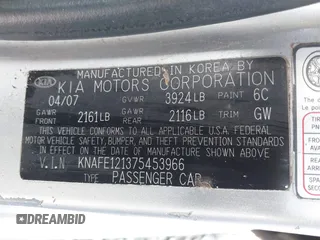 MANUFACTURED IN KOREA BY
KIA KIA MOTORS CORPORATION
04/07 GVWR 3924LB PAINT 6C
GAWR FRONT 2161LB GAWR REAR 2116LB TRIM GW
THIS VEHICLE CONFORMS TO ALL APPLICABLE U.S.A. FEDERAL
MOTOR VEHICLE SAFETY, BUMPER, AND THEFT PREVENTION STANDARDS
IN EFFECT ON THE DATE OF MANUFACTURE SHOWN ABOVE.
V.I.N KNAFE121375453966
TYPE PASSENGER CAR
DREAMBID